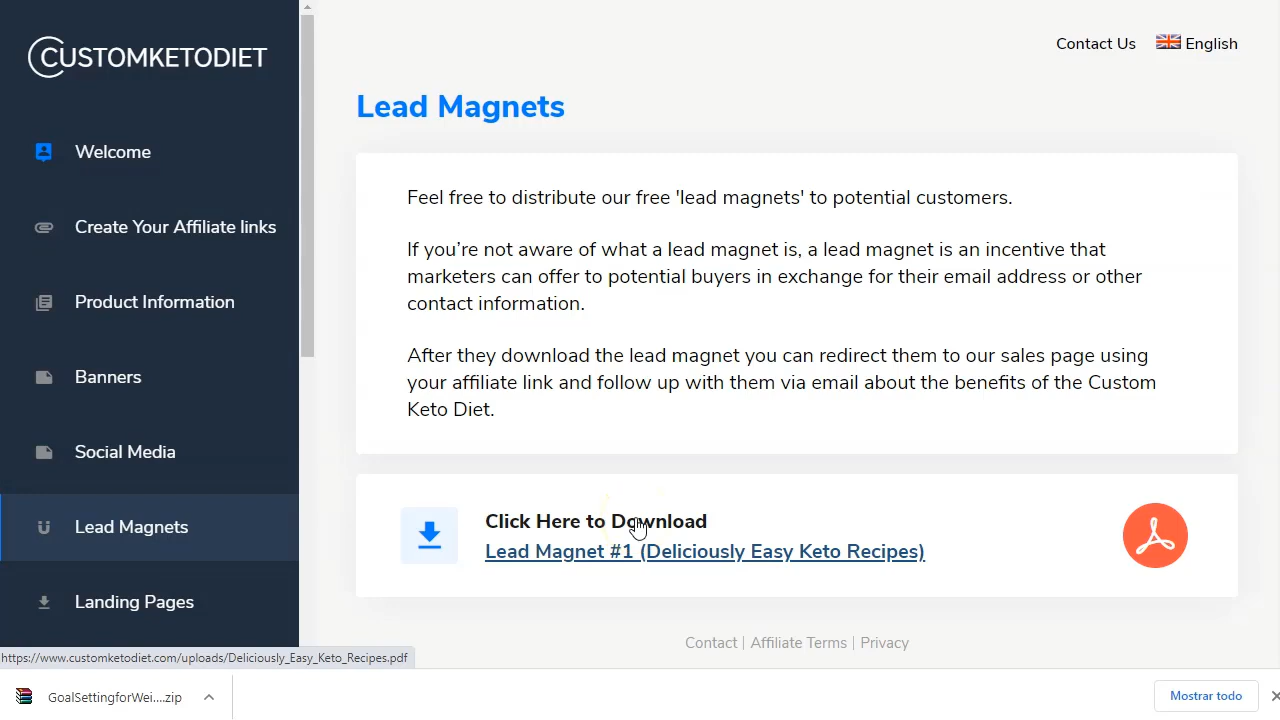 CUSTOMKETODIET
Contact Us
English
Lead Magnets
Welcome
Create Your Affiliate links
Product Information
Banners
Social Media
Lead Magnets
Landing Pages
Feel free to distribute our free 'lead magnets' to potential customers.
If you’re not aware of what a lead magnet is, a lead magnet is an incentive that
marketers can offer to potential buyers in exchange for their email address or other
contact information.
After they download the lead magnet you can redirect them to our sales page using
your affiliate link and follow up with them via email about the benefits of the Custom
Keto Diet.
Click Here to Download
Lead Magnet #1 (Deliciously Easy Keto Recipes)
Contact | Affiliate Terms | Privacy
https://www.customketodiet.com/uploads/Deliciously_Easy_Keto_Recipes.pdf
GoalSettingforWei....zip
Mostrar todo